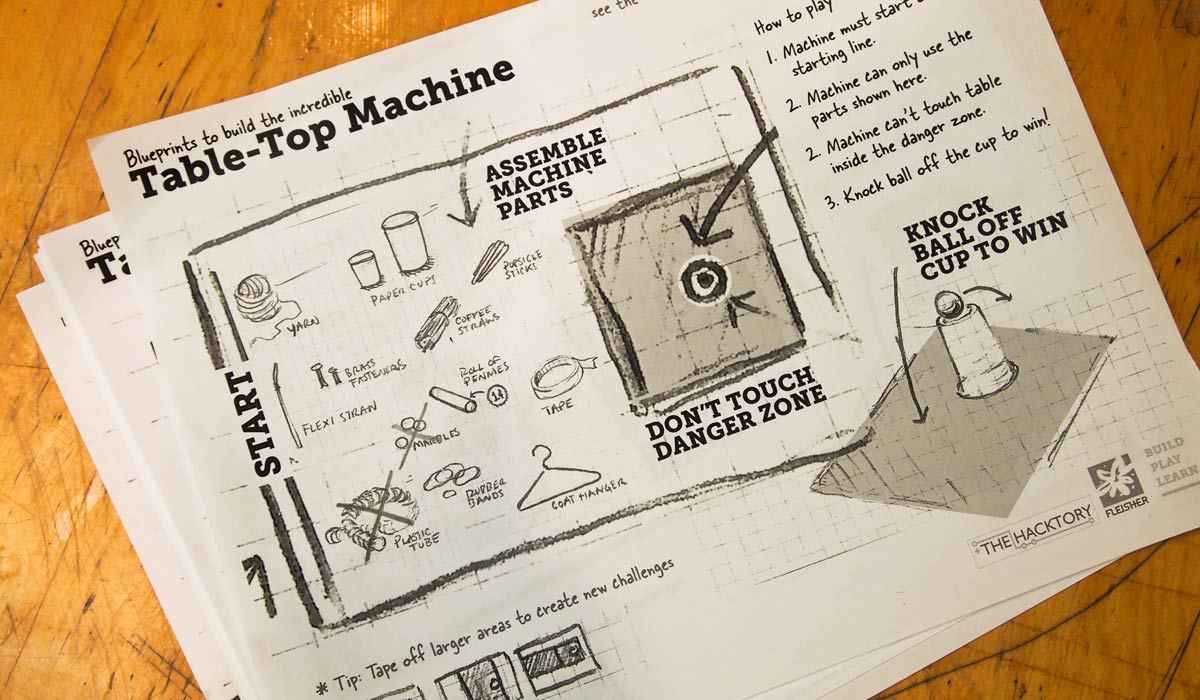 see the
Blueprints to build the incredible
Table-Top Machine
ASSEMBLE
MACHINE
PARTS
YARN
PAPER CUPS
POPSICLE
STICKS
COFFEE
STRAWS
BRASS
FASTENERS
FLEXI STRAW
ROLL OF
PENNIES
1¢
TAPE
MARBLES
RUBBER
BANDS
COAT HANGER
PLASTIC
TUBE
START
DON'T TOUCH
DANGER ZONE
How to play
1. Machine must start
starting line.
2. Machine can only use the
parts shown here.
2. Machine can't touch table
inside the danger zone.
3. Knock ball off the cup to win!
KNOCK
BALL OFF
CUP TO WIN
THE HACKTORY
FLEISHER
BUILD
PLAY
LEARN
* Tip: Tape off larger areas to create new challenges
Bluep
Ta